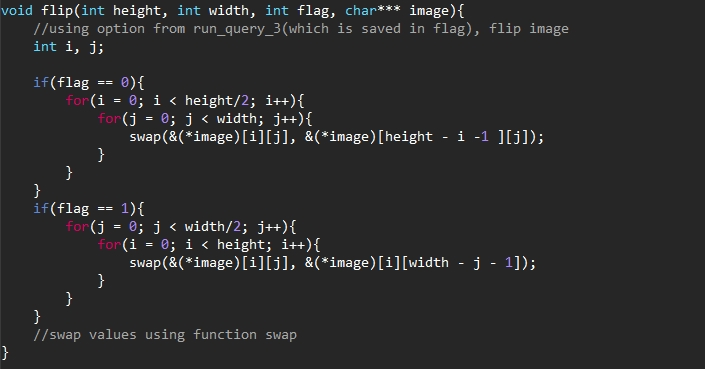 void flip(int height, int width, int flag, char*** image){
    //using option from run_query_3(which is saved in flag), flip image
    int i, j;

    if(flag == 0){
        for(i = 0; i < height/2; i++){
            for(j = 0; j < width; j++){
                swap(&(*image)[i][j], &(*image)[height - i -1 ][j]);
            }
        }
    }
    if(flag == 1){
        for(j = 0; j < width/2; j++){
            for(i = 0; i < height; i++){
                swap(&(*image)[i][j], &(*image)[i][width - j - 1]);
            }
        }
    }
    //swap values using function swap
}